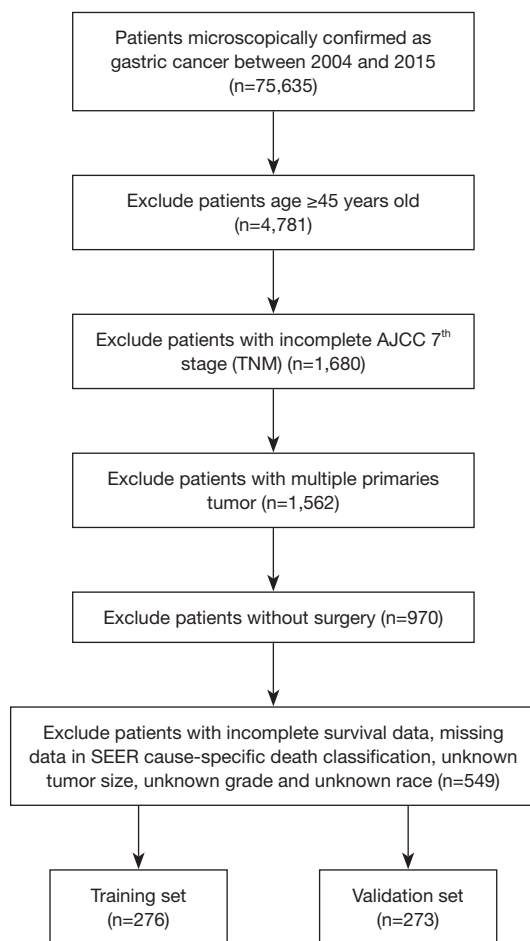 Patients microscopically confirmed as
gastric cancer between 2004 and 2015
(n=75,635)
Exclude patients age ≥45 years old
(n=4,781)
Exclude patients with incomplete AJCC 7th
stage (TNM) (n=1,680)
Exclude patients with multiple primaries
tumor (n=1,562)
Exclude patients without surgery (n=970)
Exclude patients with incomplete survival data, missing
data in SEER cause-specific death classification, unknown
tumor size, unknown grade and unknown race (n=549)
Training set
(n=276)
Validation set
(n=273)